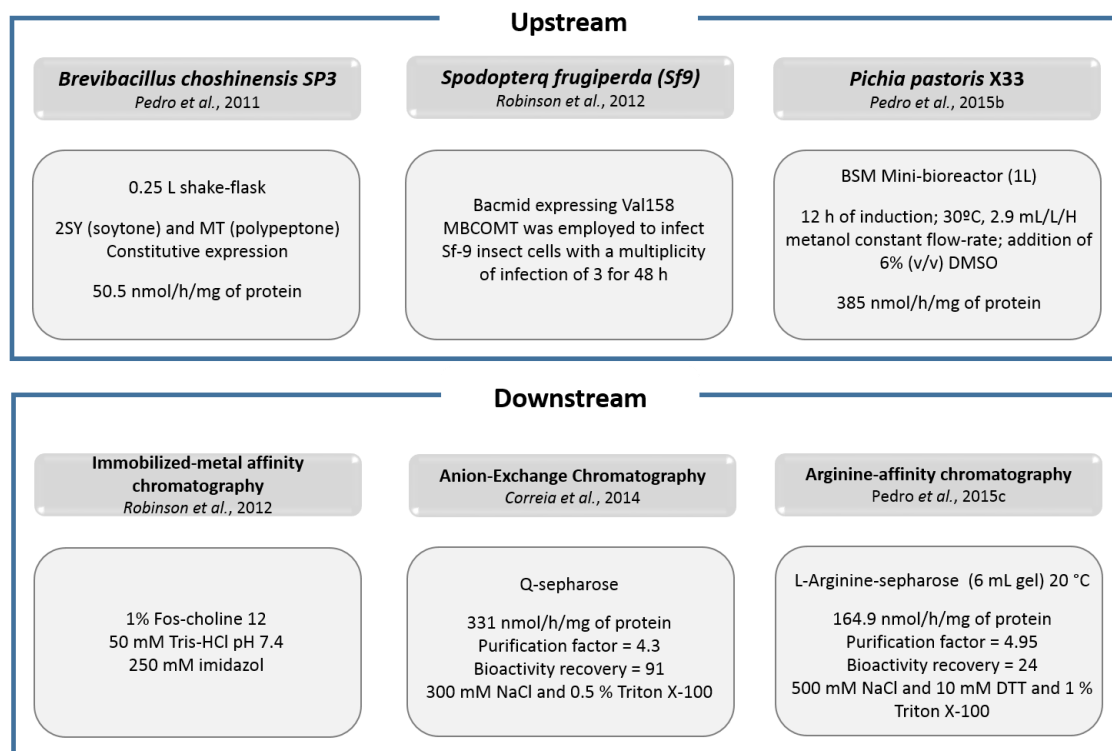 Upstream
Brevibacillus choshinensis SP3
Pedro et al., 2011
Spodopterq frugiperda (Sf9)
Robinson et al., 2012
Pichia pastoris X33
Pedro et al., 2015b
0.25 L shake-flask
2SY (soytone) and MT (polypeptone)
Constitutive expression
50.5 nmol/h/mg of protein
Bacmid expressing Val158
MBCOMT was employed to infect
Sf-9 insect cells with a multiplicity
of infection of 3 for 48 h
BSM Mini-bioreactor (1L)
12 h of induction; 30ºC, 2.9 mL/L/H
metanol constant flow-rate; addition of
6% (v/v) DMSO
385 nmol/h/mg of protein
Downstream
Immobilized-metal affinity
chromatography
Robinson et al., 2012
Anion-Exchange Chromatography
Correia et al., 2014
Arginine-affinity chromatography
Pedro et al., 2015c
1% Fos-choline 12
50 mM Tris-HCl pH 7.4
250 mM imidazol
Q-sepharose
331 nmol/h/mg of protein
Purification factor = 4.3
Bioactivity recovery = 91
300 mM NaCl and 0.5 % Triton X-100
L-Arginine-sepharose (6 mL gel) 20 °C
164.9 nmol/h/mg of protein
Purification factor = 4.95
Bioactivity recovery = 24
500 mM NaCl and 10 mM DTT and 1 %
Triton X-100